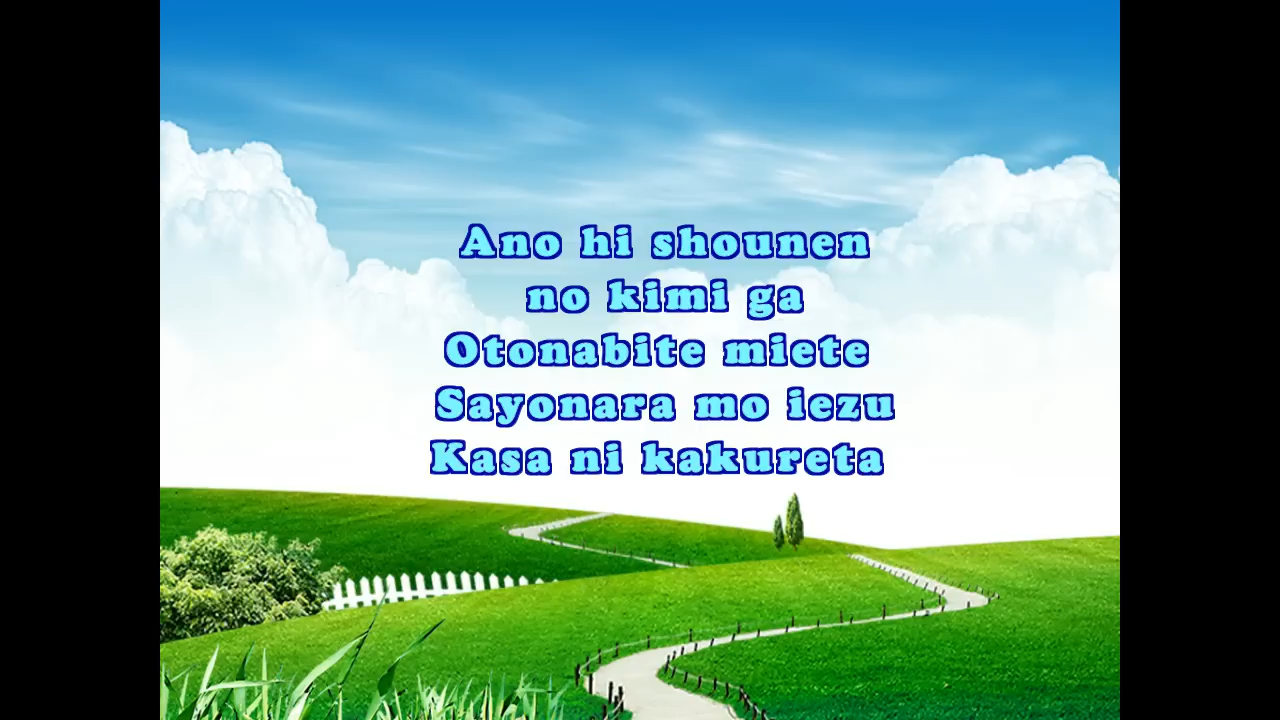 Ano hi shounen
no kimi ga
Otonabite miete
Sayonara mo iezu
Kasa ni kakureta